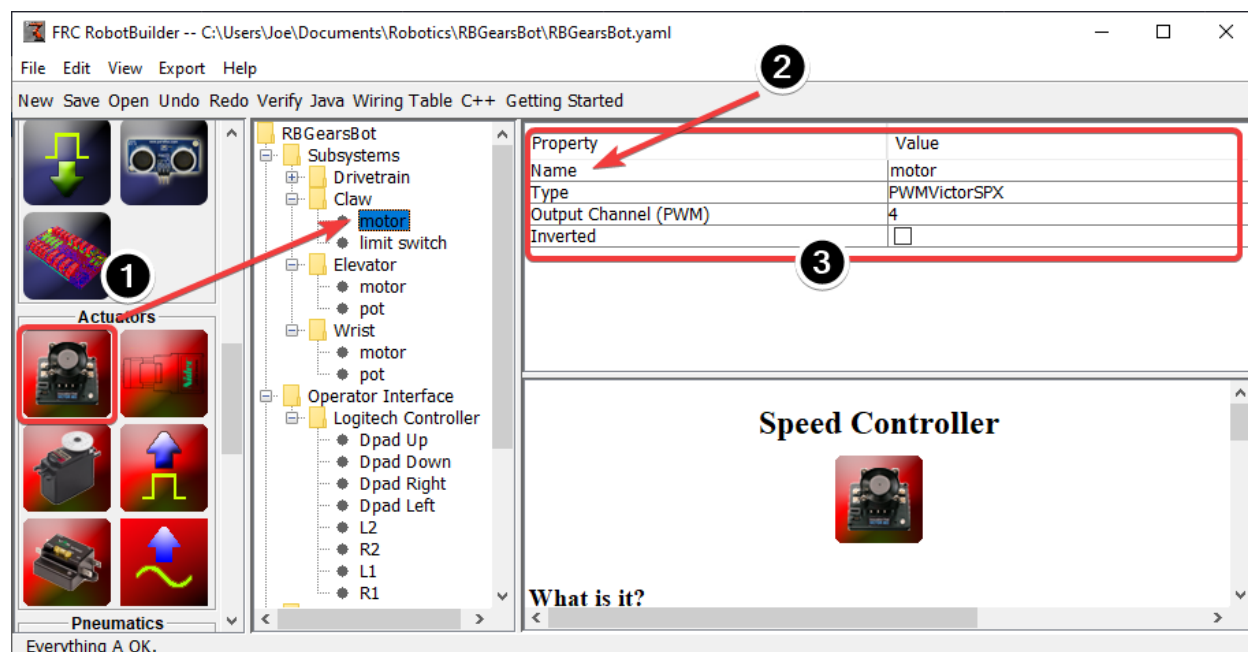 FRC RobotBuilder -- C:\Users\Joe\Documents\Robotics\RBGearsBot\RBGearsBot.yaml
File Edit View Export Help
New Save Open Undo Redo Verify Java Wiring Table C++ Getting Started
2
1
Actuators
Pneumatics
RBGearsBot
Subsystems
Drivetrain
Claw
motor
limit switch
Elevator
motor
pot
Wrist
motor
pot
Operator Interface
Logitech Controller
Dpad Up
Dpad Down
Dpad Right
Dpad Left
L2
R2
L1
R1
Property Value
Name motor
Type PWMVictorSPX
Output Channel (PWM) 4
Inverted
3
Speed Controller
What is it?
Everything A OK.